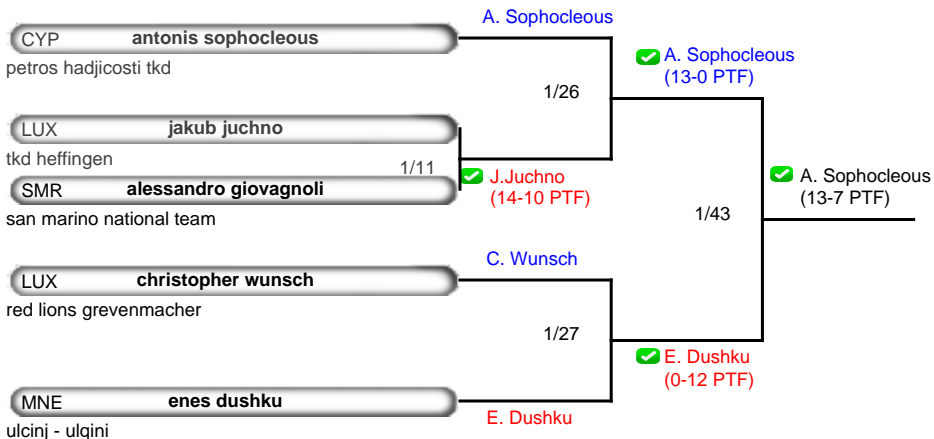 A. Sophocleous
CYP antonis sophocleous
petros hadjicosti tkd
A. Sophocleous
(13-0 PTF)
1/26
LUX jakub juchno
tkd heffingen
1/11
J.Juchno
(14-10 PTF)
SMR alessandro giovagnoli
san marino national team
A. Sophocleous
(13-7 PTF)
1/43
C. Wunsch
LUX christopher wunsch
red lions grevenmacher
1/27
E. Dushku
(0-12 PTF)
MNE enes dushku
E. Dushku
ulcinj - ulqini